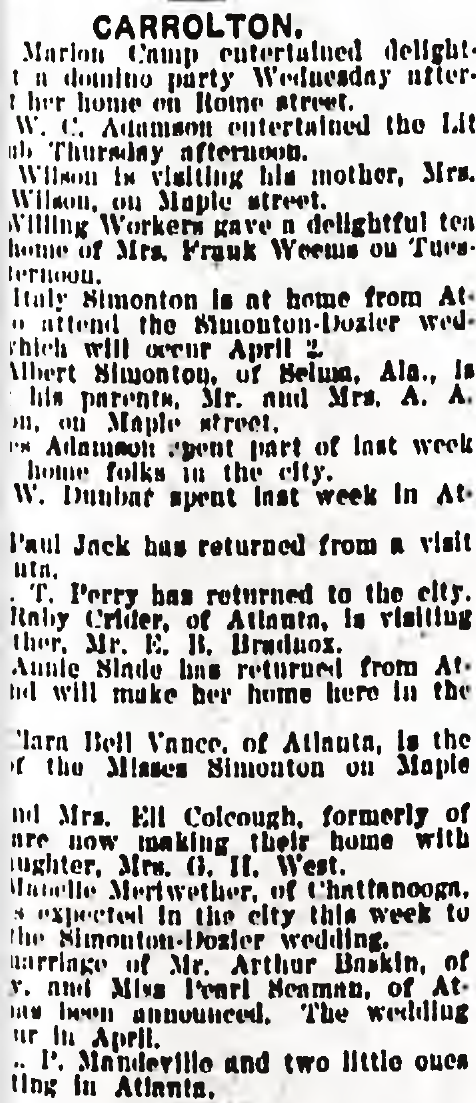 CARROLTON.
Marion Camp entertained delight-
t a domino party Wednesday after-
t her home on Rome street.
W. C. Adamson entertained the Lit
ub Thursday afternoon.
Wilson is visiting his mother, Mrs.
Wilson, on Maple street.
Willing Workers gave a delightful tea
home of Mrs. Frank Weems on Tues-
ternoon.
Italy Simonton is at home from At-
o attend the Simonton-Dozier wed-
which will occur April 2.
Albert Simonton, of Selma, Ala., is
his parents, Mr. and Mrs. A. A.
on, on Maple street.
es Adamson spent part of last week
home folks in the city.
W. Dunbar spent last week in At-
Paul Jack has returned from a visit
nta.
. T. Perry has returned to the city.
Ruby Crider, of Atlanta, is visiting
ther, Mr. E. B.
Annie Slade has returned from At-
nd will make her home here in the
Clara Bell Vance, of Atlanta, is the
of the Misses Simonton on Maple
nd Mrs. Ell Colcough, formerly of
are now making their home with
aughter, Mrs. G. H. West.
Manelle Meriwether, of Chattanooga,
s expected in the city this week to
the Simonton-Dozier wedding.
marriage of Mr. Arthur Baskin, of
y. and Miss Pearl Seaman, of At-
has been announced. The wedding
ur in April.
.. P. Mandeville and two little ones
ting in Atlanta.